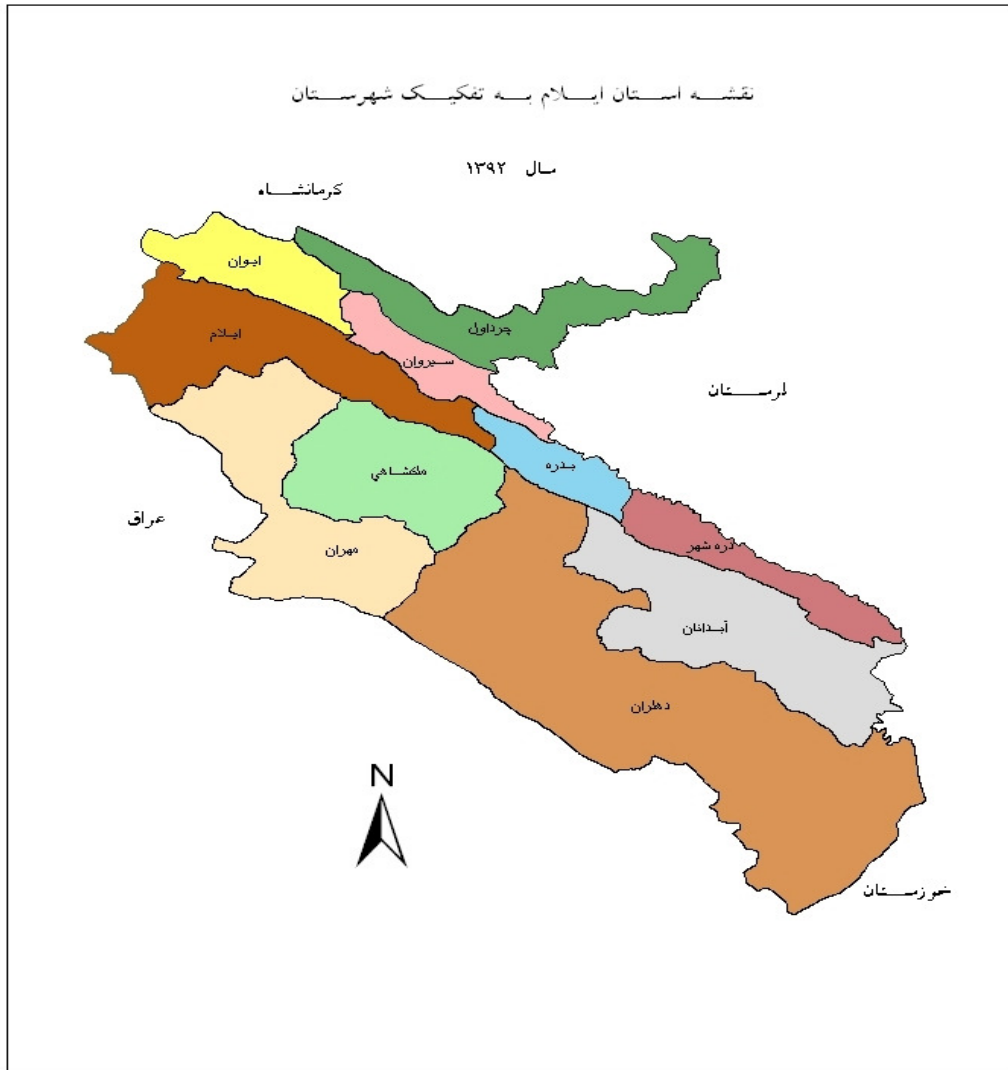 نقشه استان ایلام به تفکیک شهرستان
سال ۱۳۹۲
کرمانشاه
ایوان
چرداول
ایلام
سیروان
لرستان
بدره
ملکشاهي
عراق
دره شهر
مهران
آبدانان
دهلران
N
خوزستان